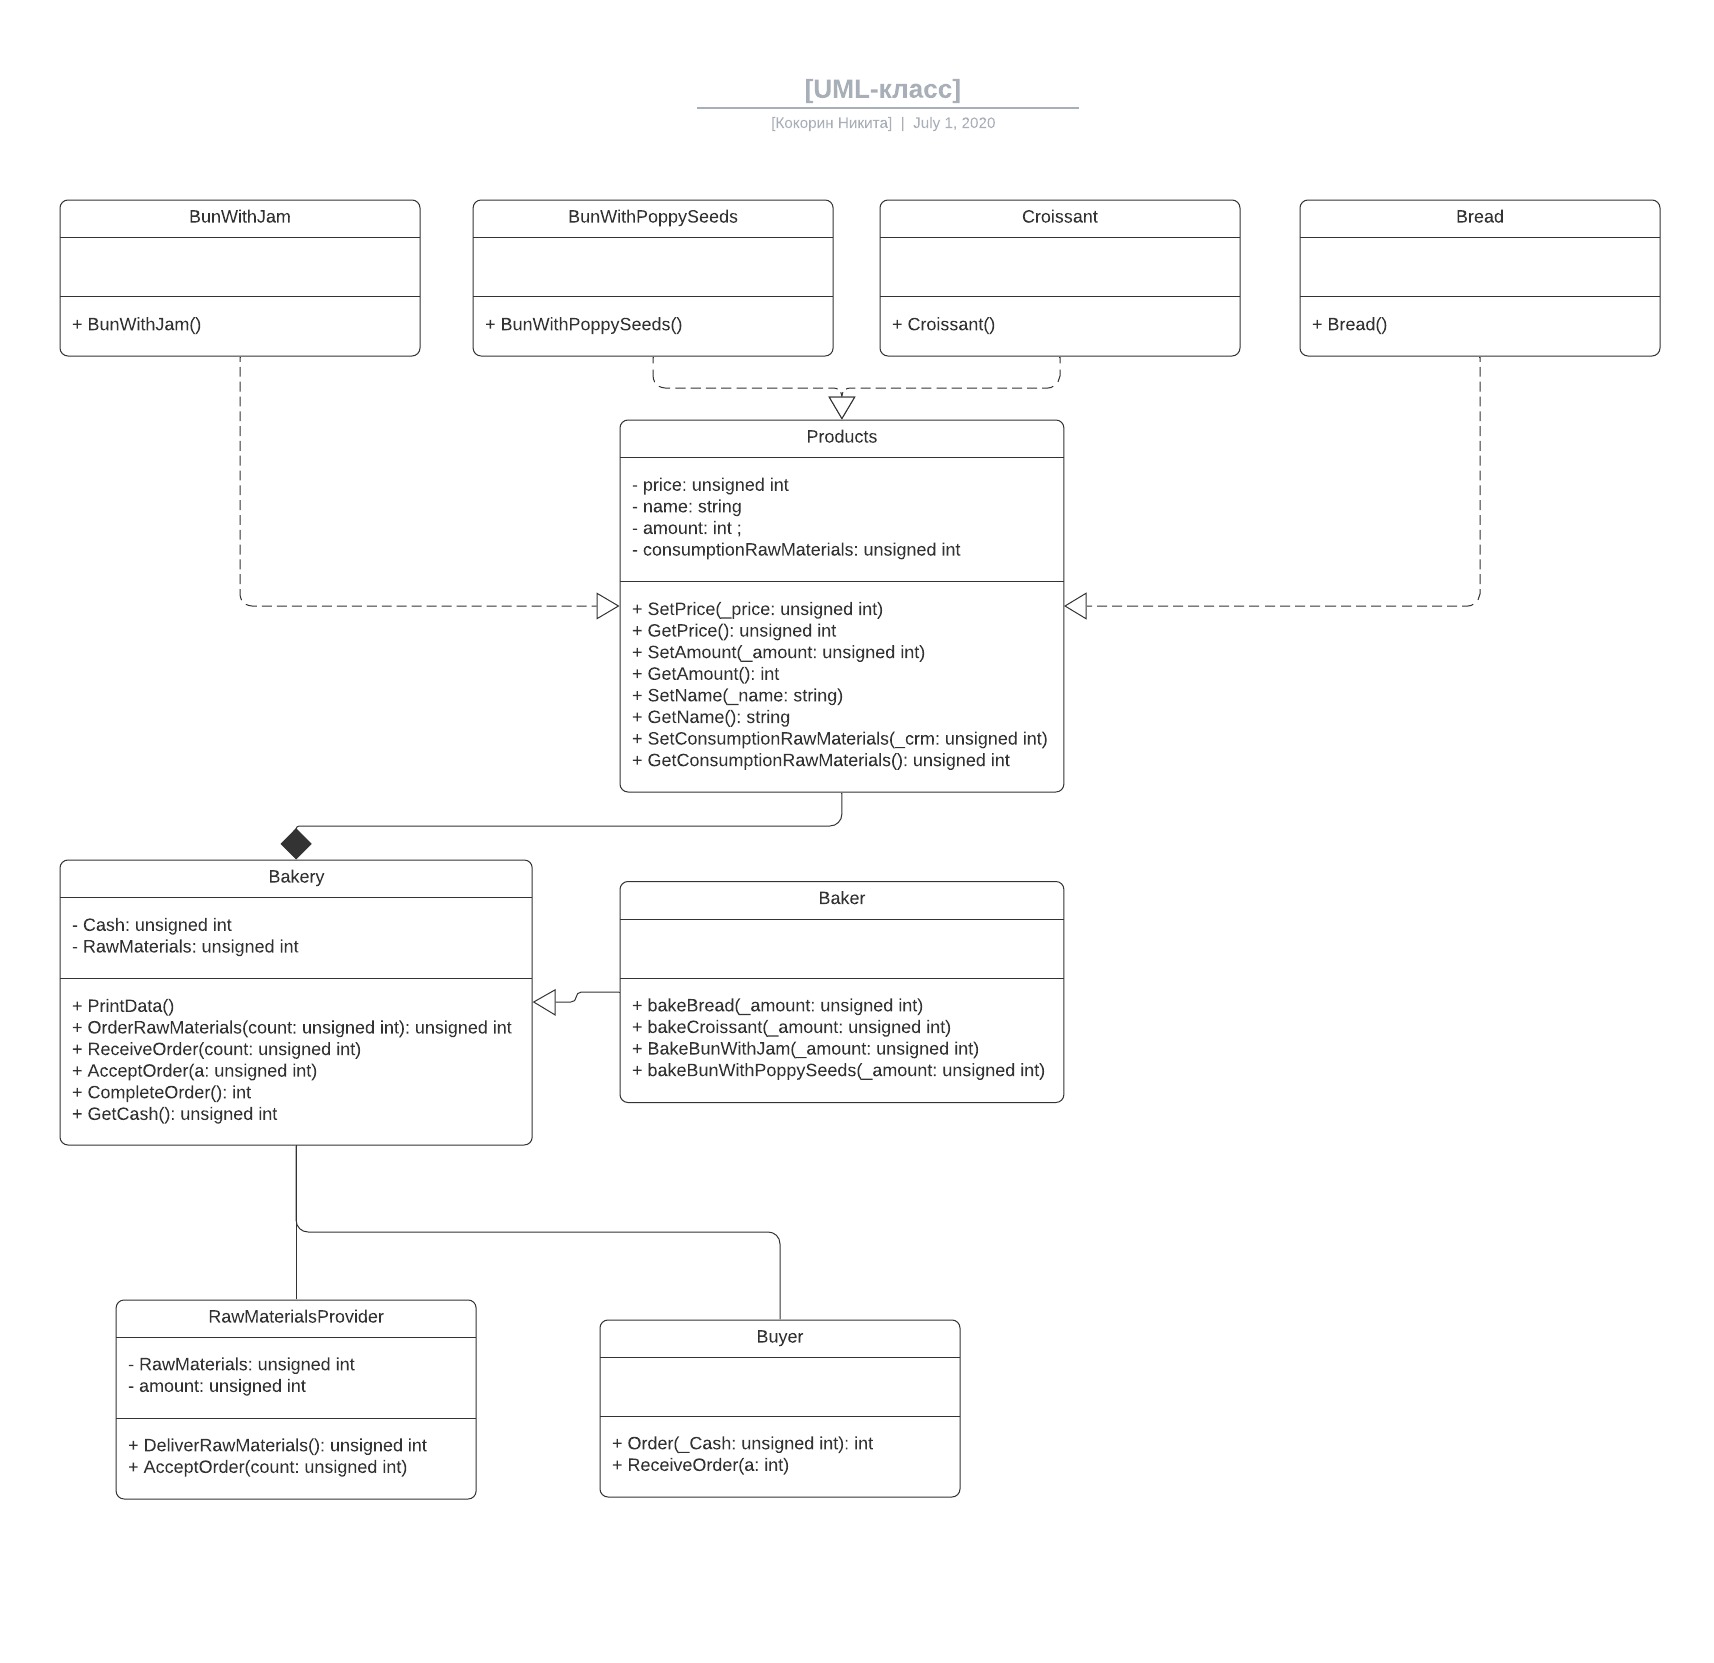 [UML-класс]
[Кокорин Никита] | July 1, 2020
BunWithJam
+ BunWithJam()
BunWithPoppySeeds
+ BunWithPoppySeeds()
Croissant
+ Croissant()
Bread
+ Bread()
Products
- price: unsigned int
- name: string
- amount: int ;
- consumptionRawMaterials: unsigned int
+ SetPrice(_price: unsigned int)
+ GetPrice(): unsigned int
+ SetAmount(_amount: unsigned int)
+ GetAmount(): int
+ SetName(_name: string)
+ GetName(): string
+ SetConsumptionRawMaterials(_crm: unsigned int)
+ GetConsumptionRawMaterials(): unsigned int
Bakery
- Cash: unsigned int
- RawMaterials: unsigned int
+ PrintData()
+ OrderRawMaterials(count: unsigned int): unsigned int
+ ReceiveOrder(count: unsigned int)
+ AcceptOrder(a: unsigned int)
+ CompleteOrder(): int
+ GetCash(): unsigned int
Baker
+ bakeBread(_amount: unsigned int)
+ bakeCroissant(_amount: unsigned int)
+ BakeBunWithJam(_amount: unsigned int)
+ bakeBunWithPoppySeeds(_amount: unsigned int)
RawMaterialsProvider
- RawMaterials: unsigned int
- amount: unsigned int
+ DeliverRawMaterials(): unsigned int
+ AcceptOrder(count: unsigned int)
Buyer
+ Order(_Cash: unsigned int): int
+ ReceiveOrder(a: int)